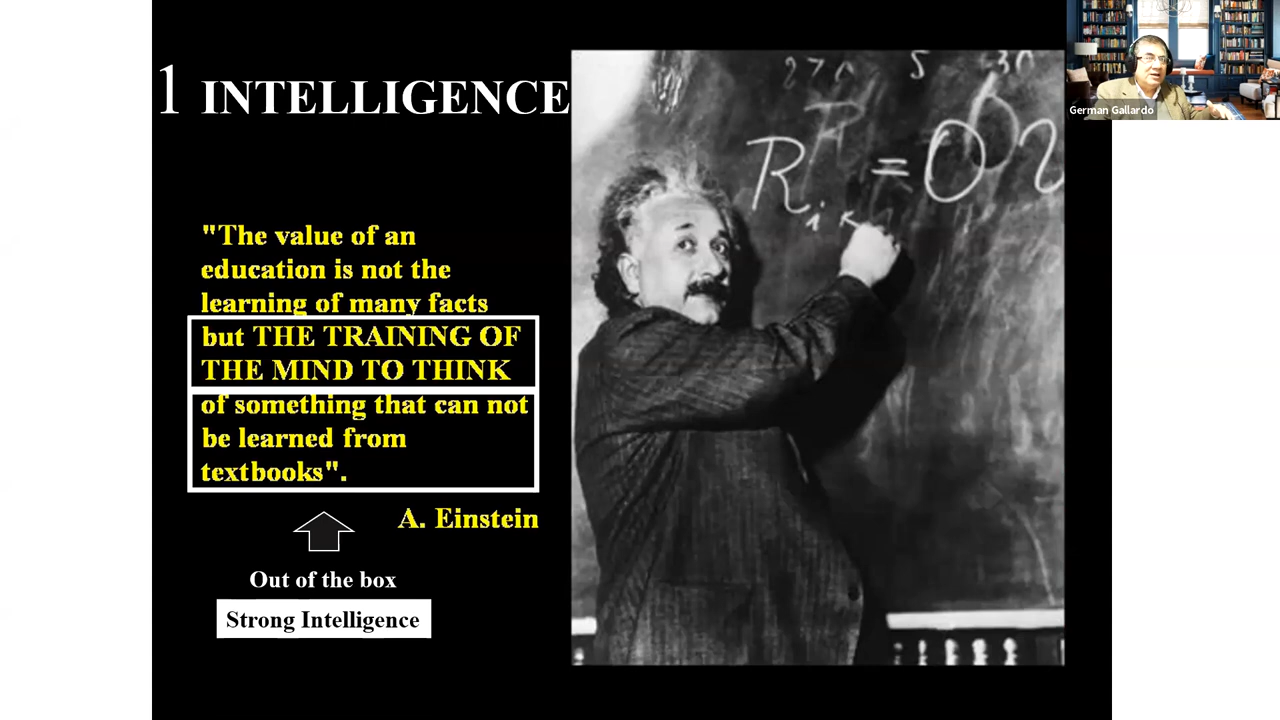 1 INTELLIGENCE
"The value of an
education is not the
learning of many facts
but THE TRAINING OF
THE MIND TO THINK
of something that can not
be learned from
textbooks".
A. Einstein
Out of the box
Strong Intelligence
R i κ = 0
German Gallardo